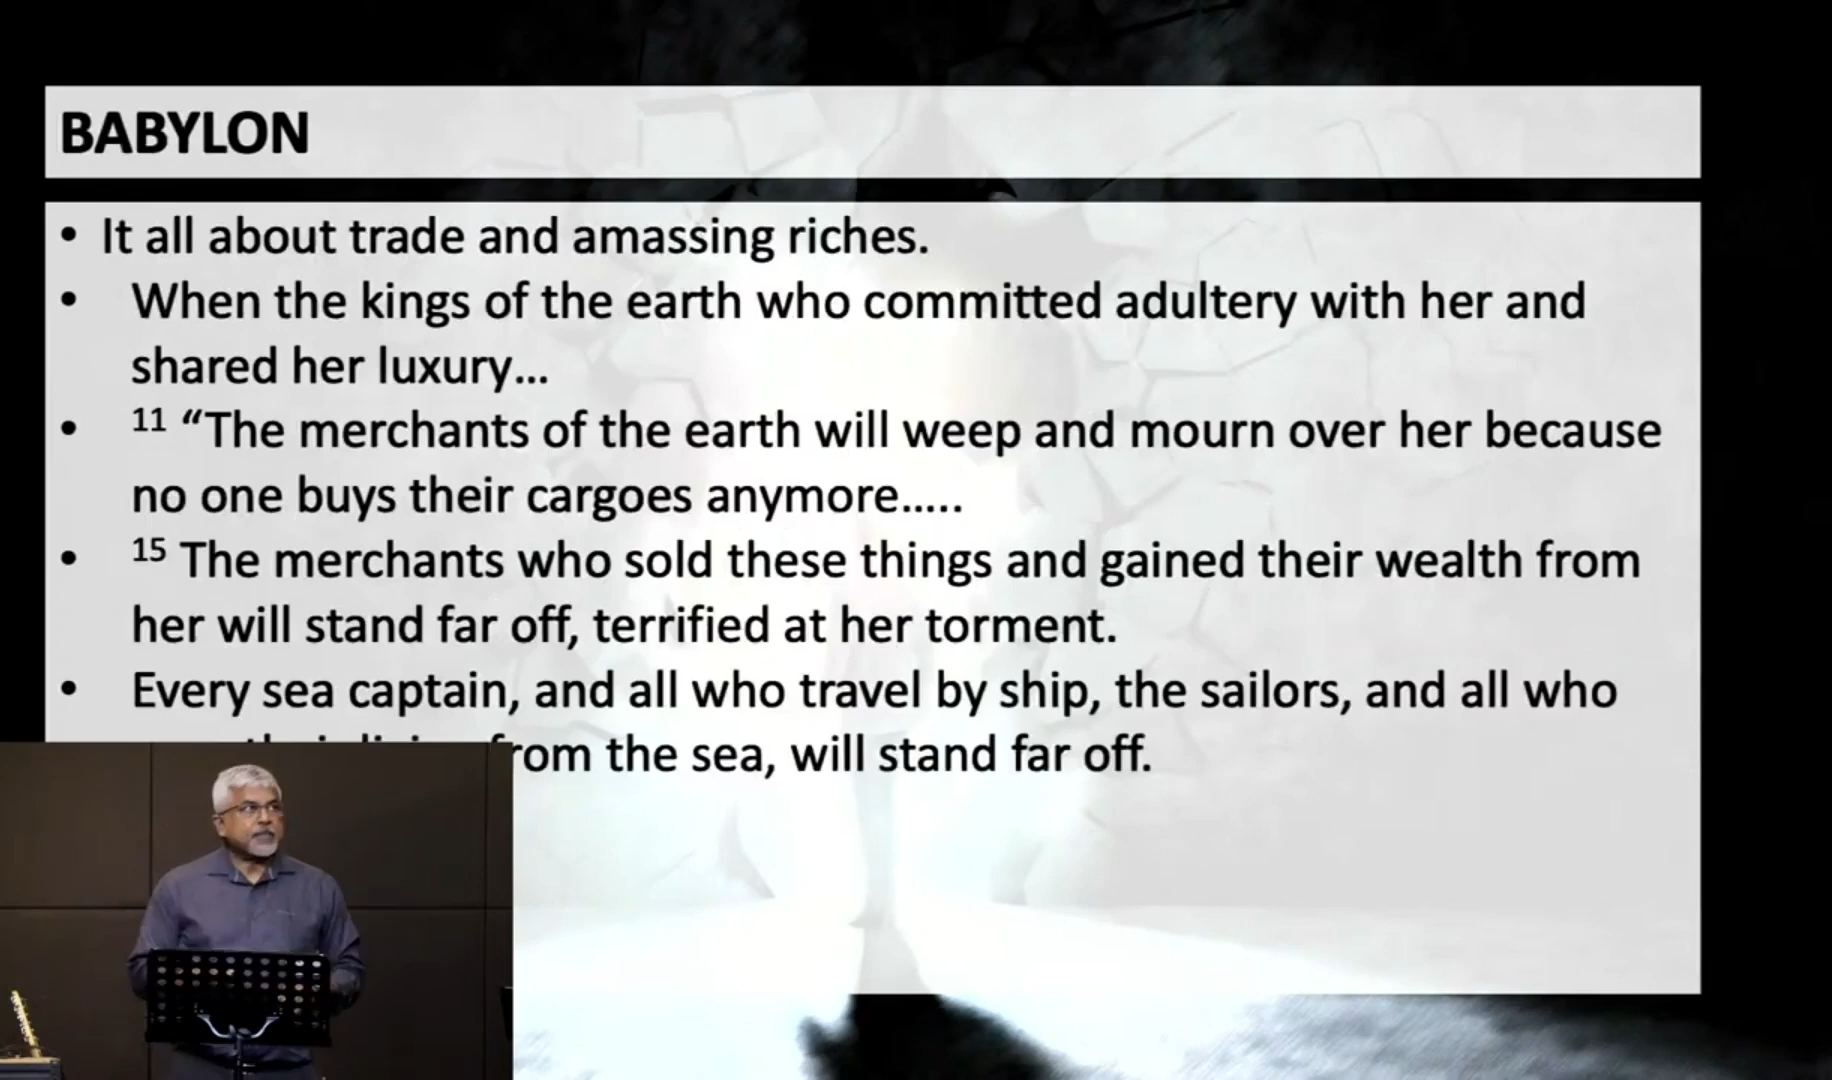 BABYLON
• It all about trade and amassing riches.
• When the kings of the earth who committed adultery with her and
shared her luxury...
• 11 “The merchants of the earth will weep and mourn over her because
no one buys their cargoes anymore.....
• 15 The merchants who sold these things and gained their wealth from
her will stand far off, terrified at her torment.
• Every sea captain, and all who travel by ship, the sailors, and all who
from the sea, will stand far off.